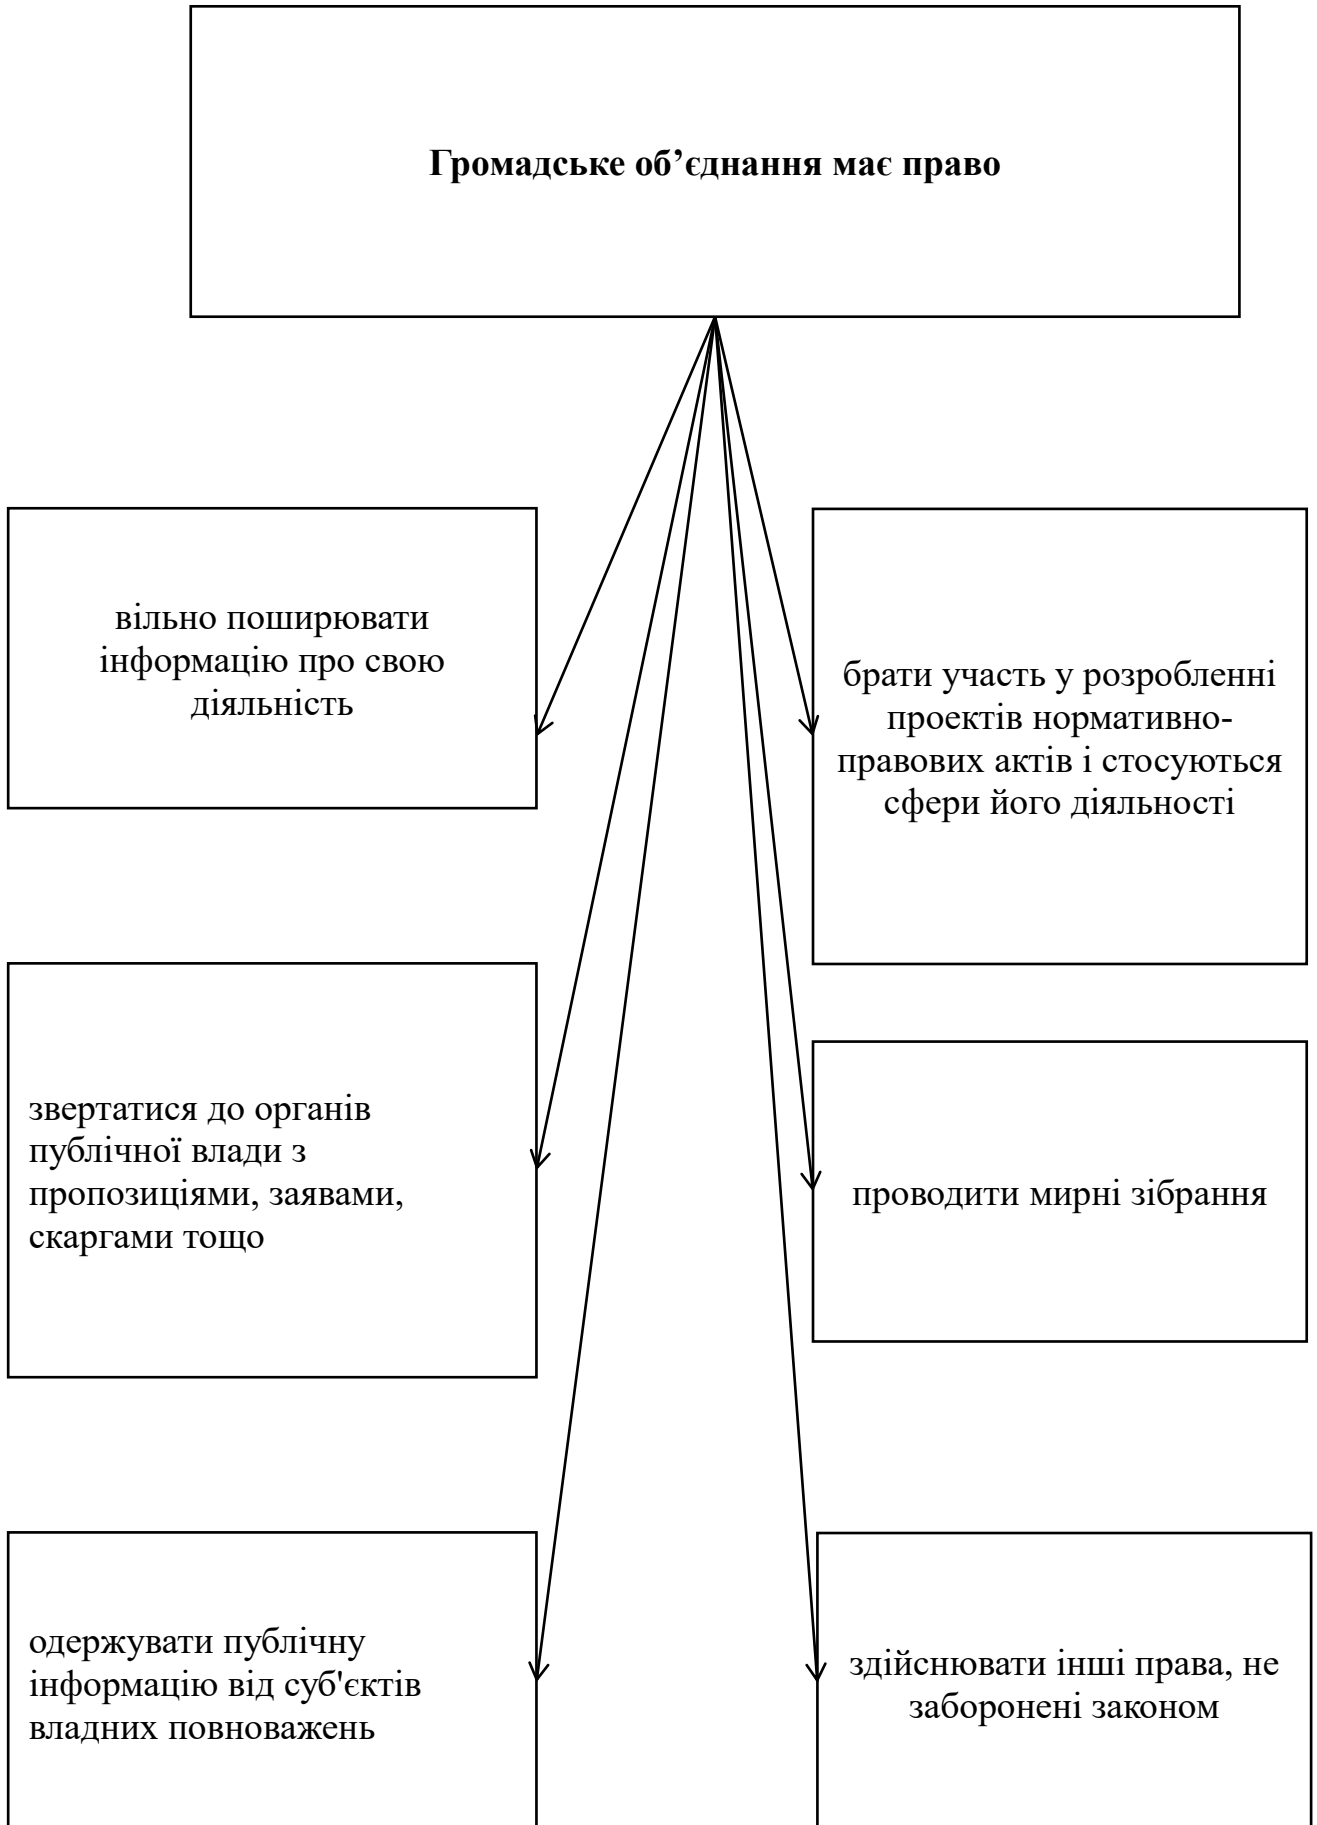 Громадське об’єднання має право
вільно поширювати
інформацію про свою
діяльність
брати участь у розробленні
проектів нормативно-
правових актів і стосуються
сфери його діяльності
звертатися до органів
публічної влади з
пропозиціями, заявами,
скаргами тощо
проводити мирні зібрання
одержувати публічну
інформацію від суб'єктів
владних повноважень
здійснювати інші права, не
заборонені законом